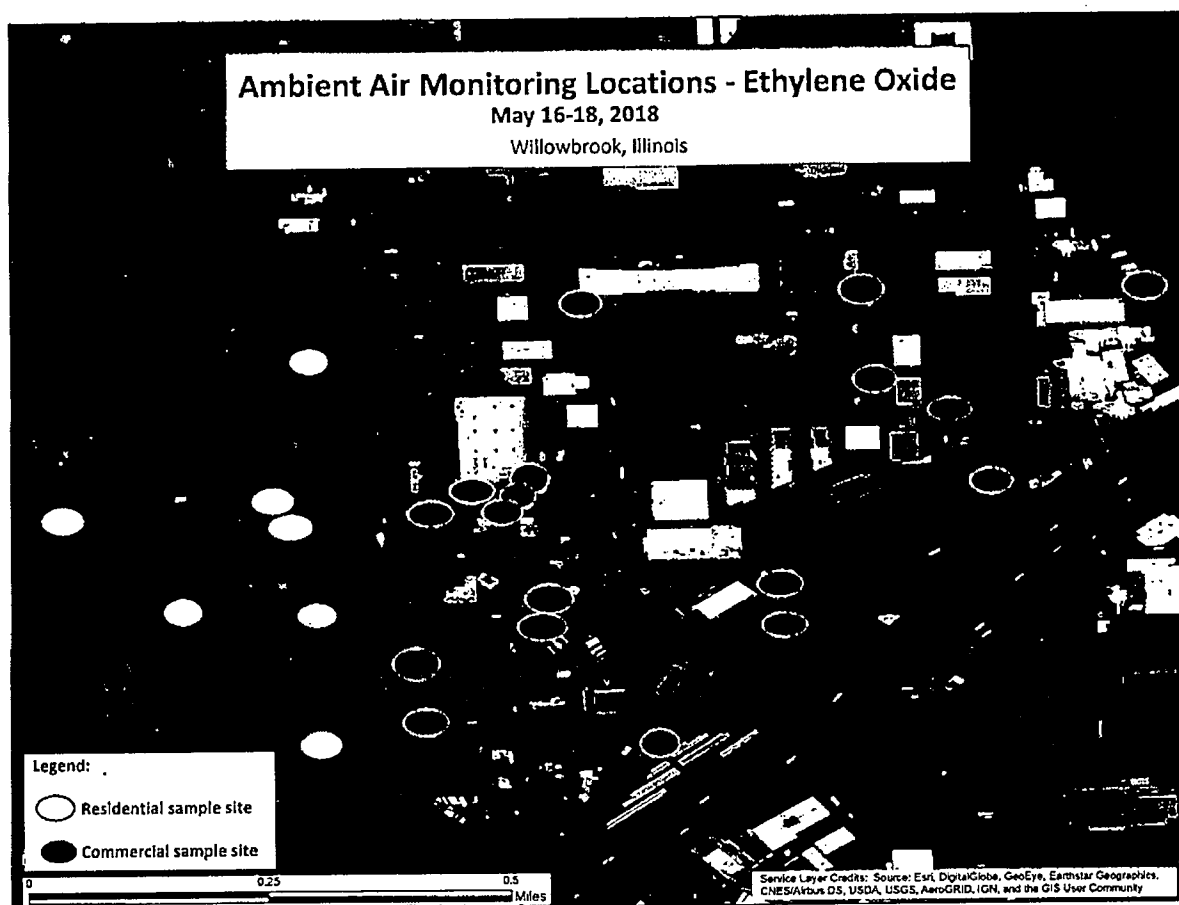 Ambient Air Monitoring Locations - Ethylene Oxide
May 16-18, 2018
Willowbrook, Illinois
Legend:
Residential sample site
Commercial sample site
0 0.25 0.5
Miles
Service Layer Credits: Source: Esri, DigitalGlobe, GeoEye, Earthstar Geographics,
CNES/Airbus DS, USDA, USGS, AeroGRID, IGN, and the GIS User Community